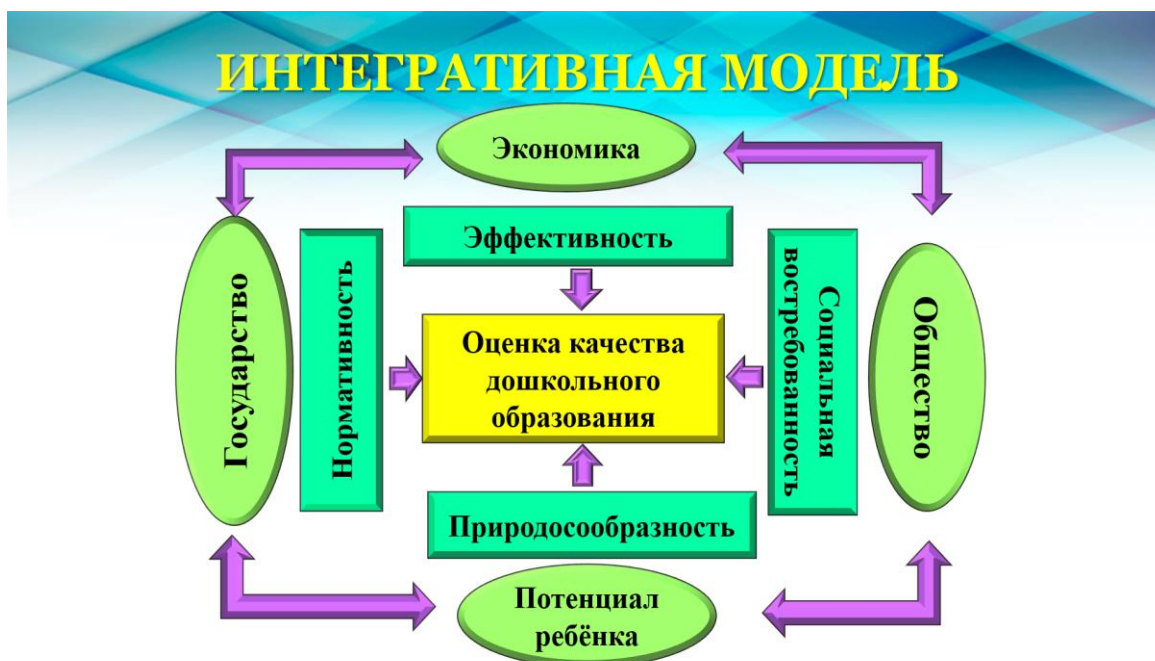 ИНТЕГРАТИВНАЯ МОДЕЛЬ
Экономика
Эффективность
Государство
Нормативность
Оценка качества
дошкольного
образования
Социальная
востребованность
Общество
Природосообразность
Потенциал
ребёнка